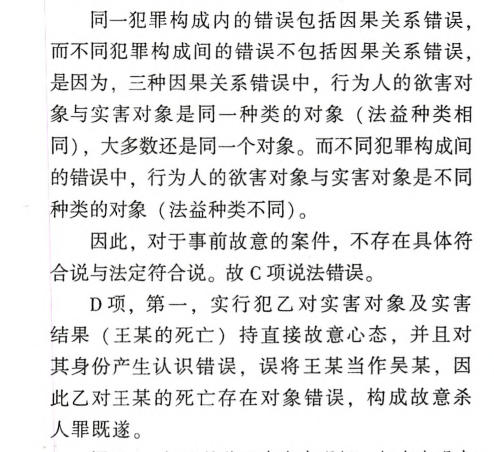 同一犯罪构成内的错误包括因果关系错误，
而不同犯罪构成间的错误不包括因果关系错误，
是因为，三种因果关系错误中，行为人的欲害对
象与实害对象是同一种类的对象（法益种类相
同），大多数还是同一个对象。而不同犯罪构成间
的错误中，行为人的欲害对象与实害对象是不同
种类的对象（法益种类不同）。
因此，对于事前故意的案件，不存在具体符
合说与法定符合说。故 C 项说法错误。
D 项，第一，实行犯乙对实害对象及实害
结果（王某的死亡）持直接故意心态，并且对
其身份产生认识错误，误将王某当作吴某，因
此乙对王某的死亡存在对象错误，构成故意杀
人罪既遂。